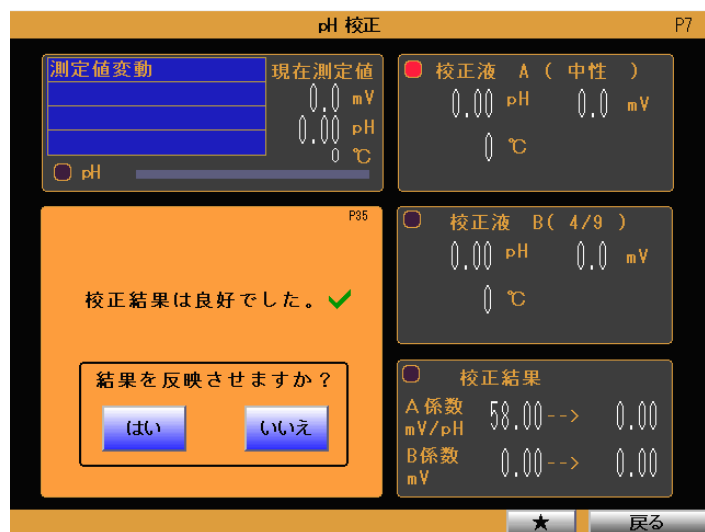 pH 校正
P7
測定値変動
現在測定値
0.0 mV
0.00 pH
0 ℃
pH
校正液 A ( 中性 )
0.00 pH 0.0 mV
0 ℃
P35
校正結果は良好でした。
結果を反映させますか？
はい
いいえ
校正液 B( 4/9 )
0.00 pH 0.0 mV
0 ℃
校正結果
A係数 mV/pH 58.00--> 0.00
B係数 mV 0.00--> 0.00
★
戻る